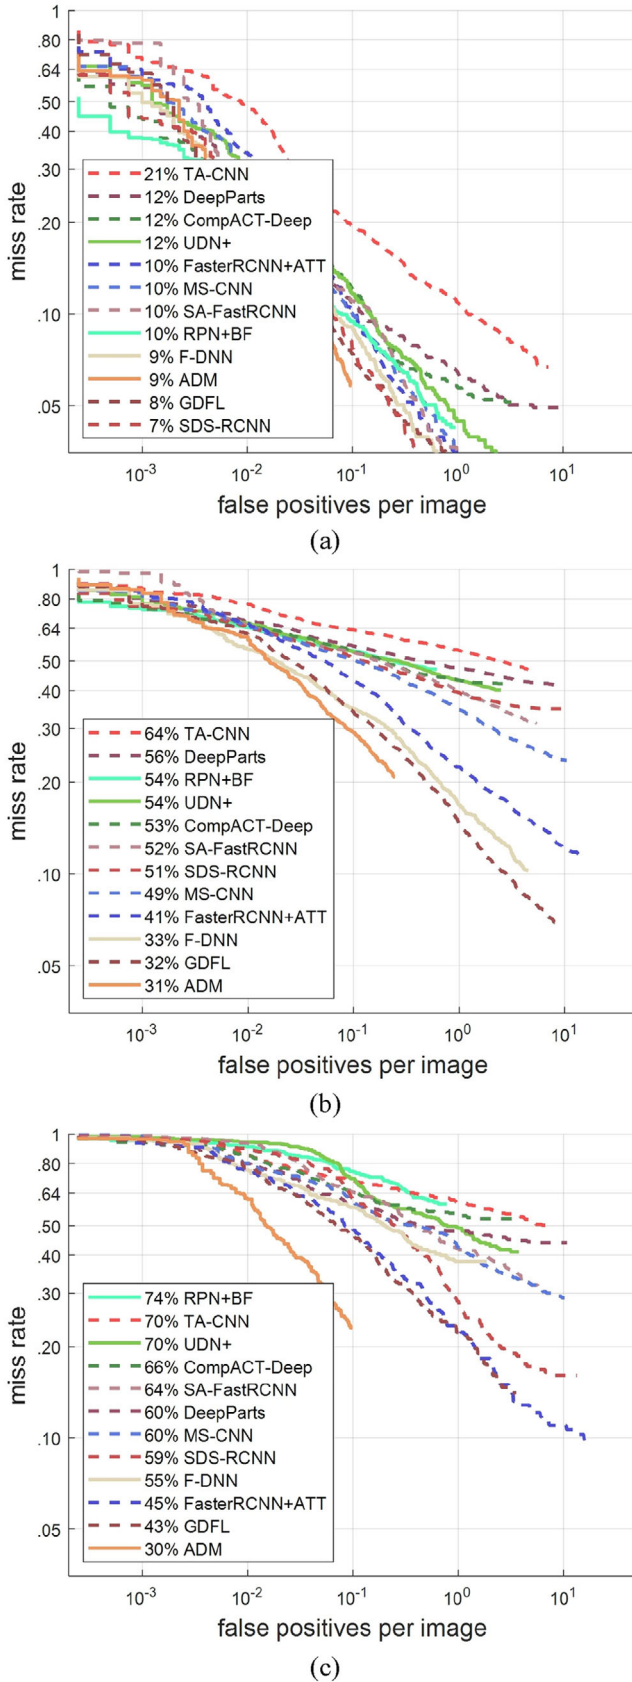 1
.80
.64
.50
.40
.30
.20
.10
.05
miss rate
21% TA-CNN
12% DeepParts
12% CompACT-Deep
12% UDN+
10% FasterRCNN+ATT
10% MS-CNN
10% SA-FastRCNN
10% RPN+BF
9% F-DNN
9% ADM
8% GDFL
7% SDS-RCNN
10-3 10-2 10-1 100 101
false positives per image
(a)
1
.80
.64
.50
.40
.30
.20
.10
.05
miss rate
64% TA-CNN
56% DeepParts
54% RPN+BF
54% UDN+
53% CompACT-Deep
52% SA-FastRCNN
51% SDS-RCNN
49% MS-CNN
41% FasterRCNN+ATT
33% F-DNN
32% GDFL
31% ADM
10-3 10-2 10-1 100 101
false positives per image
(b)
1
.80
.64
.50
.40
.30
.20
.10
.05
miss rate
74% RPN+BF
70% TA-CNN
70% UDN+
66% CompACT-Deep
64% SA-FastRCNN
60% DeepParts
60% MS-CNN
59% SDS-RCNN
55% F-DNN
45% FasterRCNN+ATT
43% GDFL
30% ADM
10-3 10-2 10-1 100 101
false positives per image
(c)